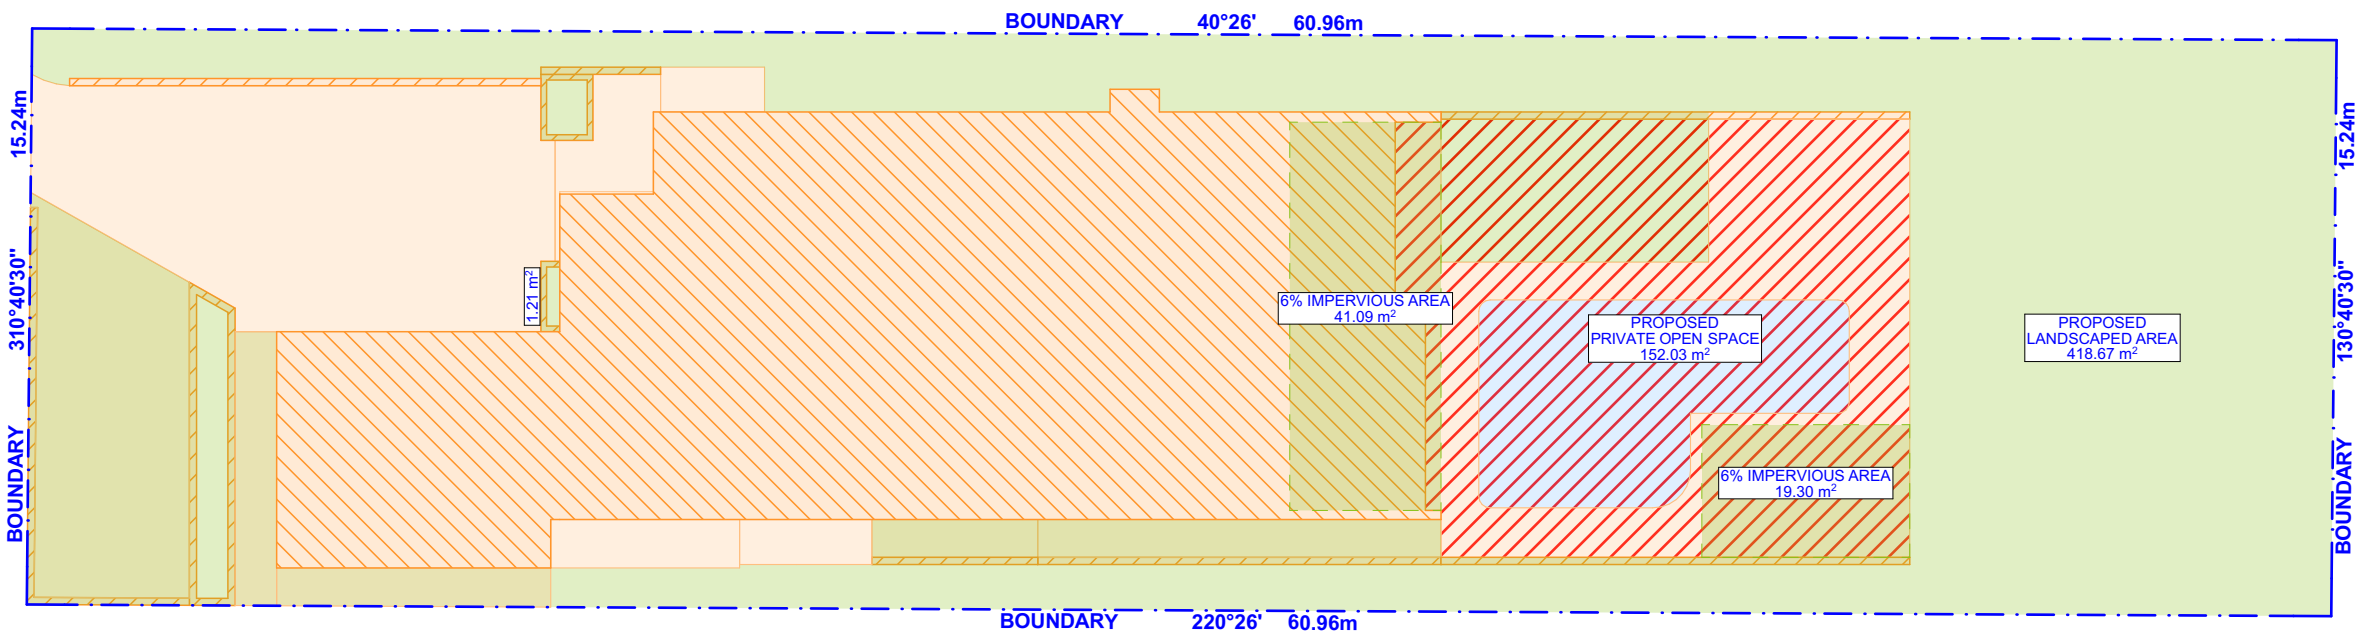 BOUNDARY 40°26' 60.96m
15.24m
310°40'30"
BOUNDARY
1.21 m²
6% IMPERVIOUS AREA
41.09 m²
PROPOSED
PRIVATE OPEN SPACE
152.03 m²
6% IMPERVIOUS AREA
19.30 m²
PROPOSED
LANDSCAPED AREA
418.67 m²
15.24m
130°40'30"
BOUNDARY
BOUNDARY 220°26' 60.96m